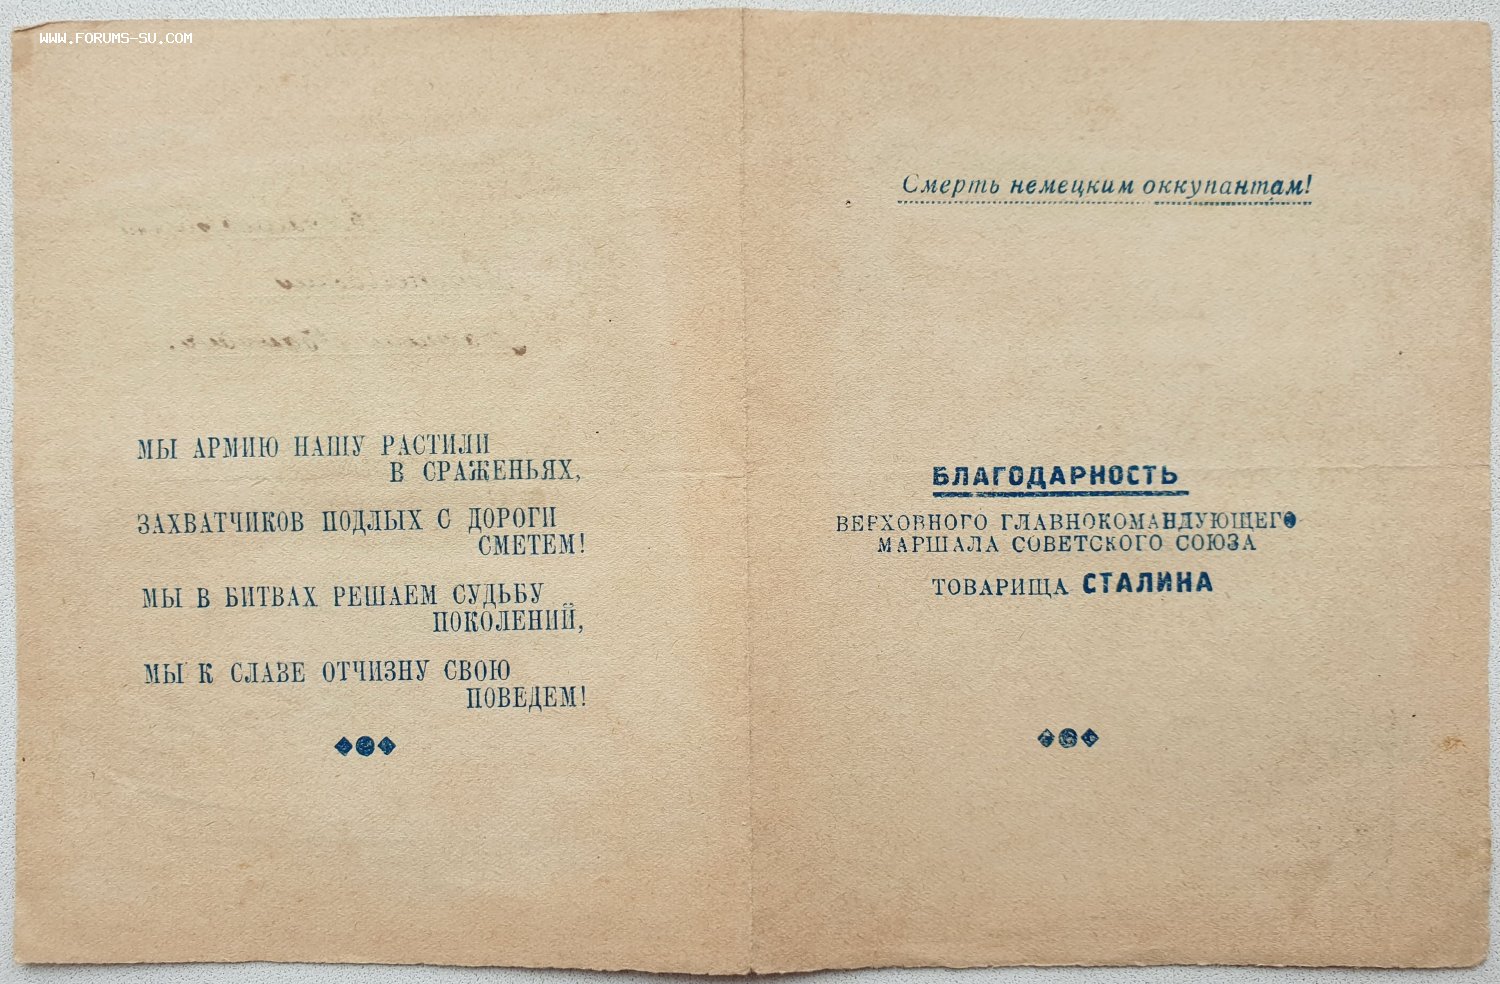 WWW.FORUMS-SU.COM
МЫ АРМИЮ НАШУ РАСТИЛИ
В СРАЖЕНЬЯХ,
ЗАХВАТЧИКОВ ПОДЛЫХ С ДОРОГИ
СМЕТЕМ!
МЫ В БИТВАХ РЕШАЕМ СУДЬБУ
ПОКОЛЕНИЙ,
МЫ К СЛАВЕ ОТЧИЗНУ СВОЮ
ПОВЕДЕМ!
Смерть немецким оккупантам!
БЛАГОДАРНОСТЬ
ВЕРХОВНОГО ГЛАВНОКОМАНДУЮЩЕГО
МАРШАЛА СОВЕТСКОГО СОЮЗА
ТОВАРИЩА СТАЛИНА